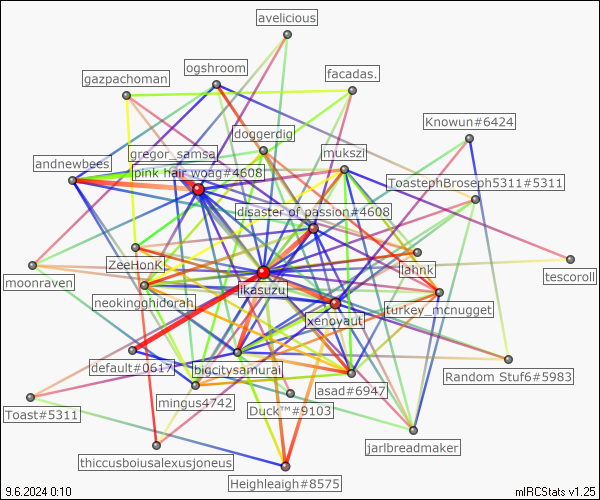 avelicious
ogshroom
facadas.
gazpachoman
Knowun#6424
doggerdig
gregor_samsa
mukszi
andnewbees
pink hair woag#4608
ToastephBroseph5311#5311
disaster of passion#4608
ZeeHonK
lahnk
tescoroll
moonraven
ikasuzu
neokingghidorah
turkey_mcnugget
xenoyaut
default#0617
bigcitysamurai
Random Stuf6#5983
asad#6947
mingus4742
Duck™#9103
Toast#5311
jarlbreadmaker
thiccusboiusalexusjoneus
Heighleaigh#8575
9.6.2024 0:10
mIRCStats v1.25